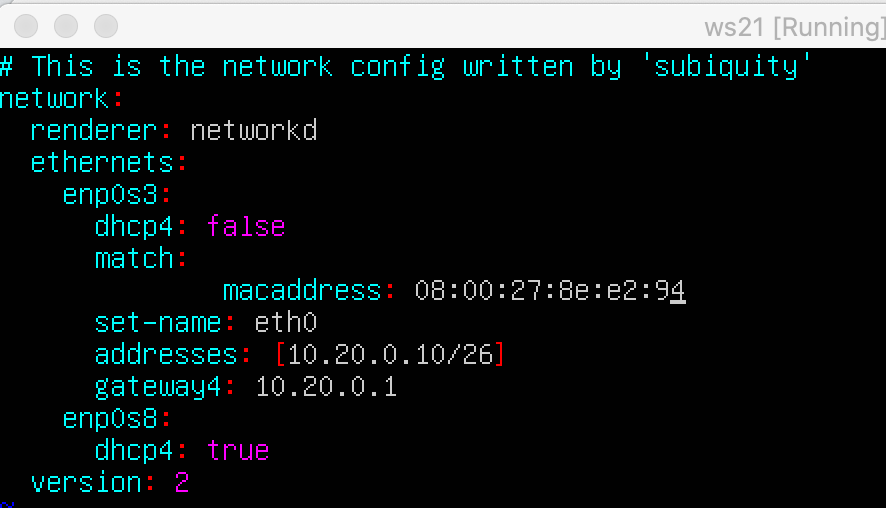 ws21 [Running]
# This is the network config written by 'subiquity'
network:
  renderer: networkd
  ethernets:
    enp0s3:
      dhcp4: false
      match:
              macaddress: 08:00:27:8e:e2:94
      set-name: eth0
      addresses: [10.20.0.10/26]
      gateway4: 10.20.0.1
    enp0s8:
      dhcp4: true
  version: 2
~